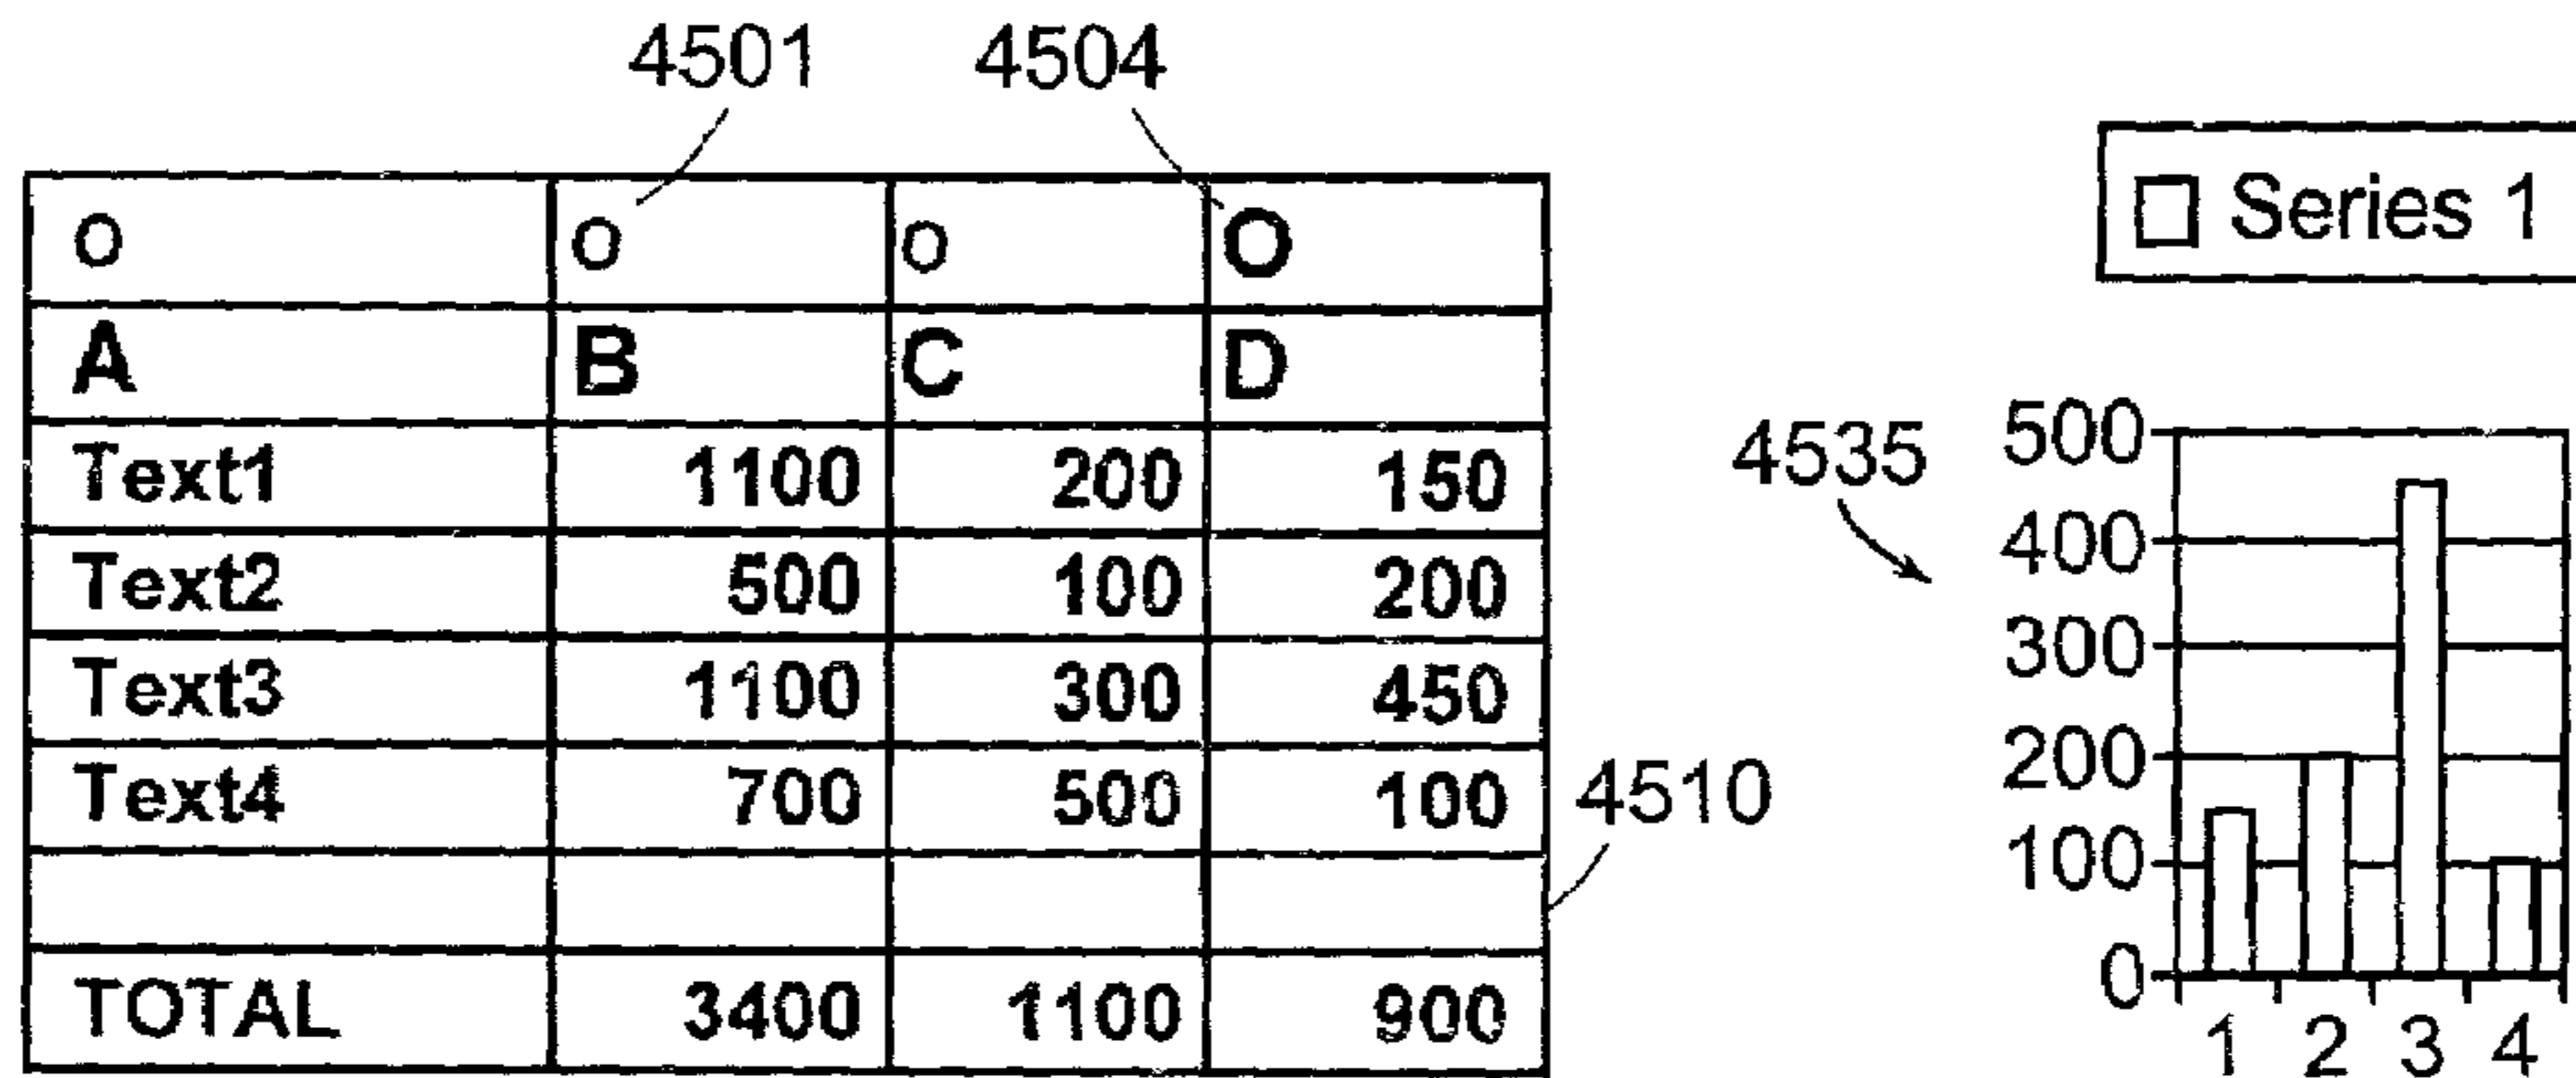 4501 4504
o o o O
A B C D
Text1 1100 200 150
Text2 500 100 200
Text3 1100 300 450
Text4 700 500 100
TOTAL 3400 1100 900
4510
Series 1
4535
500
400
300
200
100
0
1 2 3 4